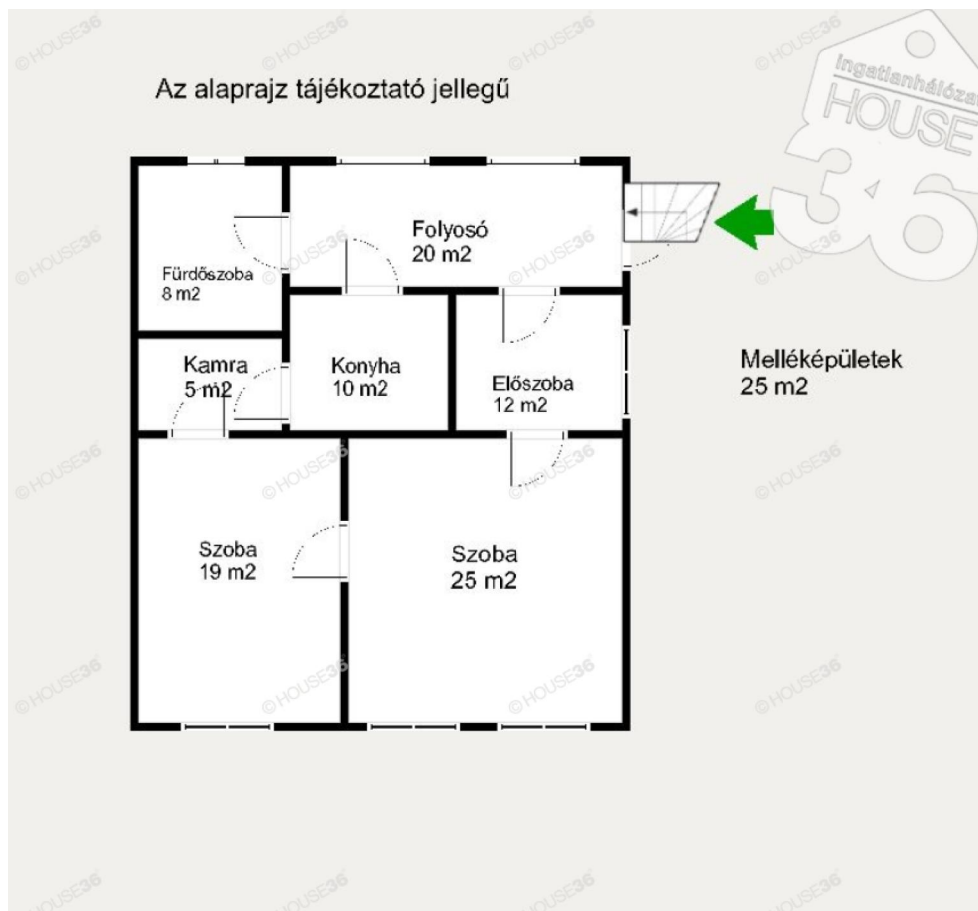 Az alaprajz tájékoztató jellegű
Ingatlanhálózat
HOUSE
36
Folyosó
20 m2
Fürdőszoba
8 m2
Kamra
5 m2
Konyha
10 m2
Előszoba
12 m2
Melléképületek
25 m2
Szoba
19 m2
Szoba
25 m2
©HOUSE36